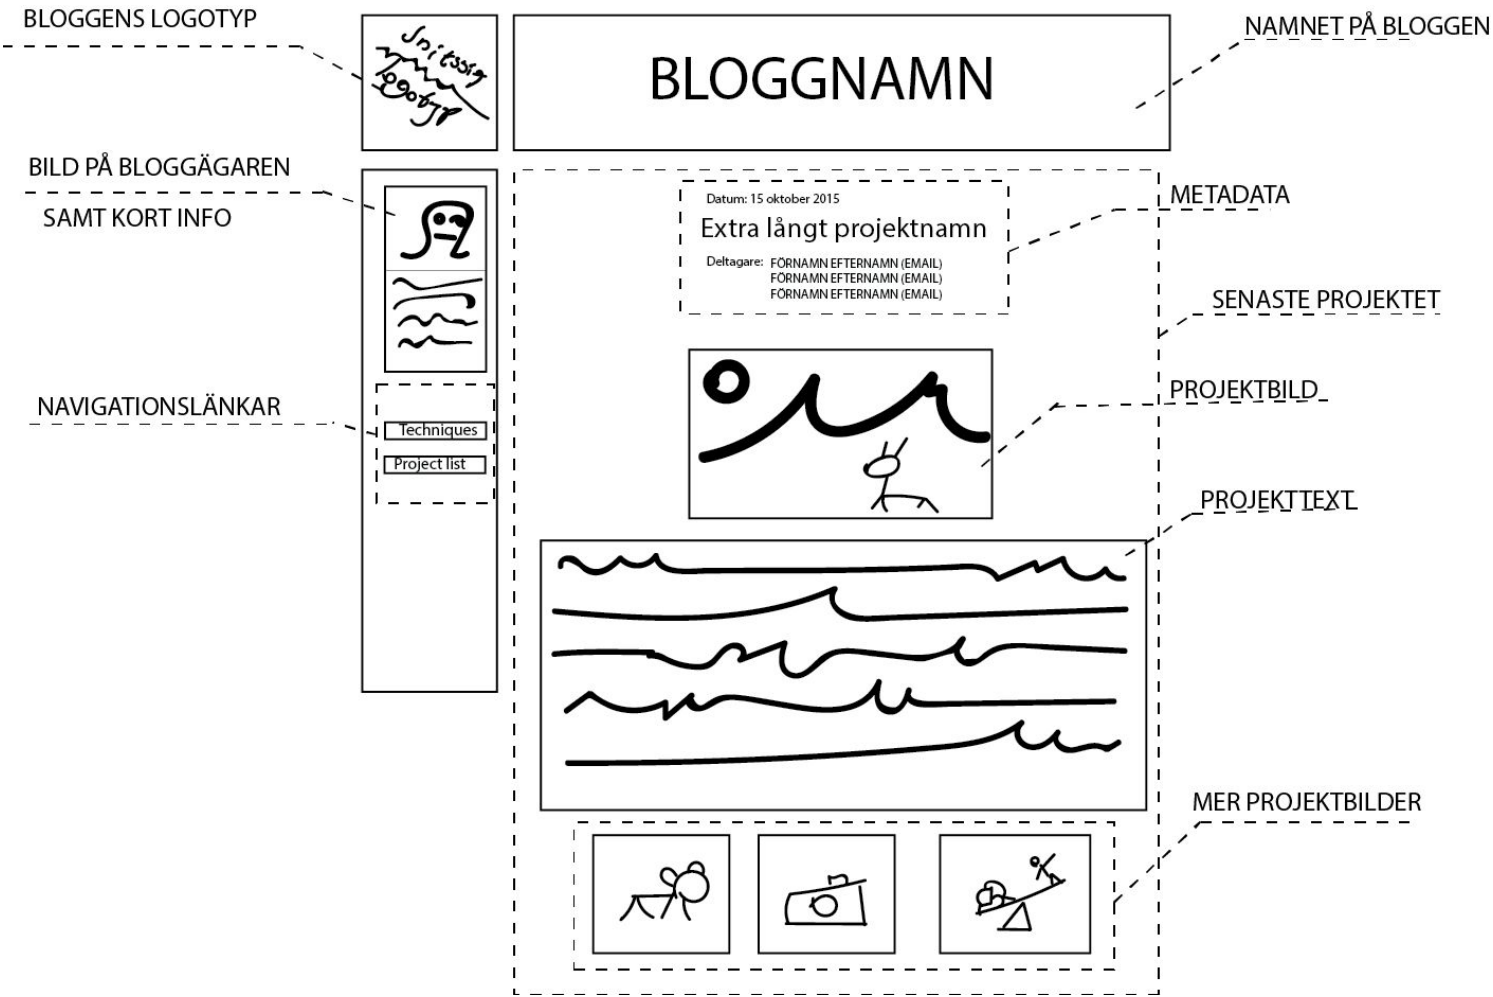 BLOGGENS LOGOTYP
Snitssig
logotyp
BLOGGNAMN
NAMNET PÅ BLOGGEN
BILD PÅ BLOGGÄGAREN
SAMT KORT INFO
Datum: 15 oktober 2015
Extra långt projektnamn
Deltagare: FÖRNAMN EFTERNAMN (EMAIL)
FÖRNAMN EFTERNAMN (EMAIL)
FÖRNAMN EFTERNAMN (EMAIL)
METADATA
SENASTE PROJEKTET
NAVIGATIONSLÄNKAR
Techniques
Project list
PROJEKTBILD
PROJEKTTEXT
MER PROJEKTBILDER